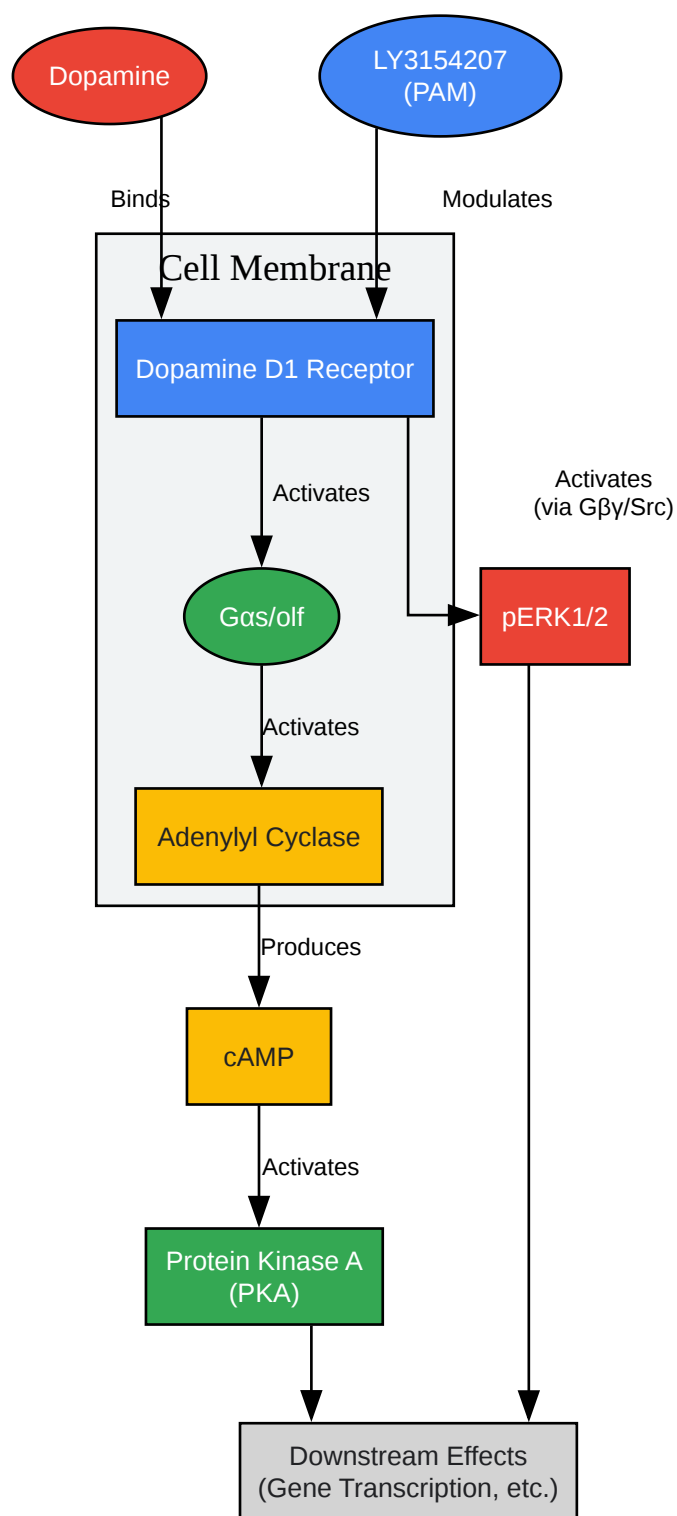 Dopamine
LY3154207
(PAM)
Binds
Modulates
Cell Membrane
Dopamine D1 Receptor
Activates
Activates
(via Gβγ/Src)
Gαs/olf
pERK1/2
Activates
Adenylyl Cyclase
Produces
cAMP
Activates
Protein Kinase A
(PKA)
Downstream Effects
(Gene Transcription, etc.)